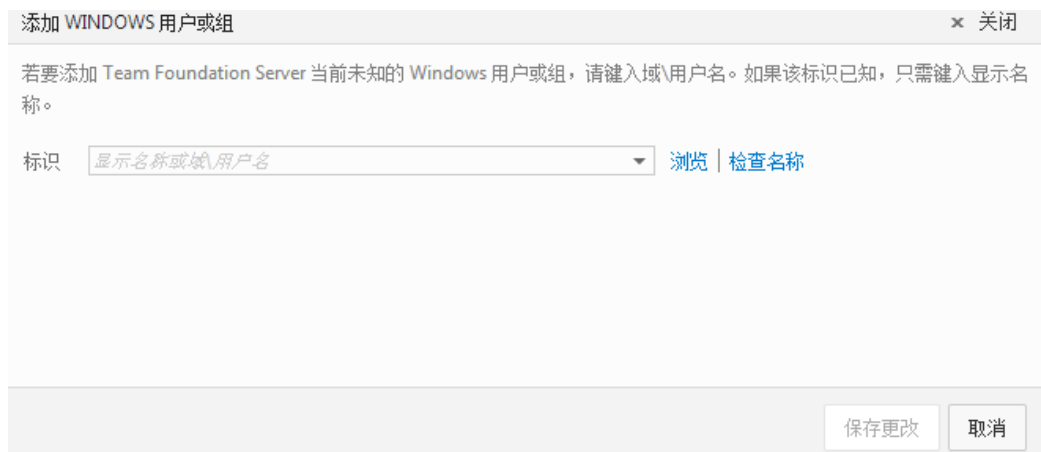 添加 WINDOWS 用户或组 × 关闭
若要添加 Team Foundation Server 当前未知的 Windows 用户或组，请键入域\用户名。如果该标识已知，只需键入显示名
称。
标识 显示名称或域\用户名 浏览 | 检查名称
保存更改 取消